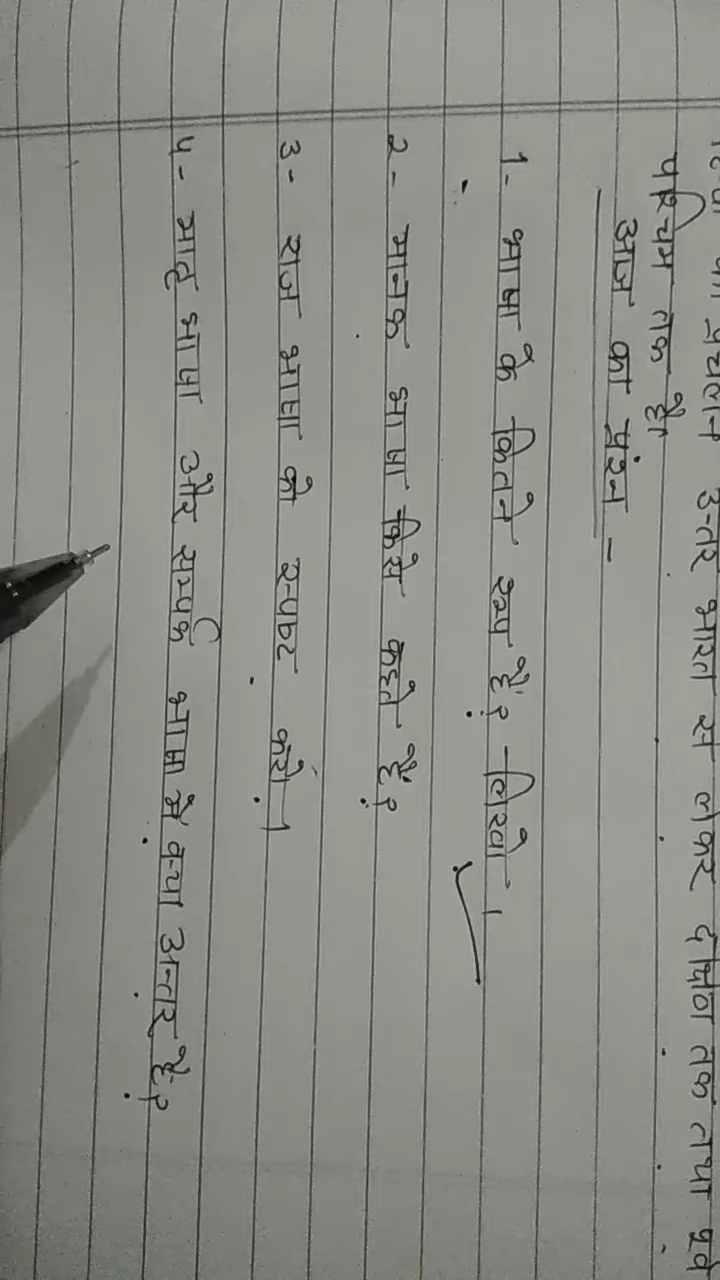 का प्रचलन उत्तर भारत से लेकर दक्षिण तक तथा पूर्व
पश्चिम तक है।
आज का प्रश्न -
1- भाषा के कितने रूप हैं? लिखो।
2- मानक भाषा किसे कहते हैं?
3- राज भाषा को स्पष्ट करो।
4- मातृ भाषा और सम्पर्क भाषा में क्या अन्तर है?